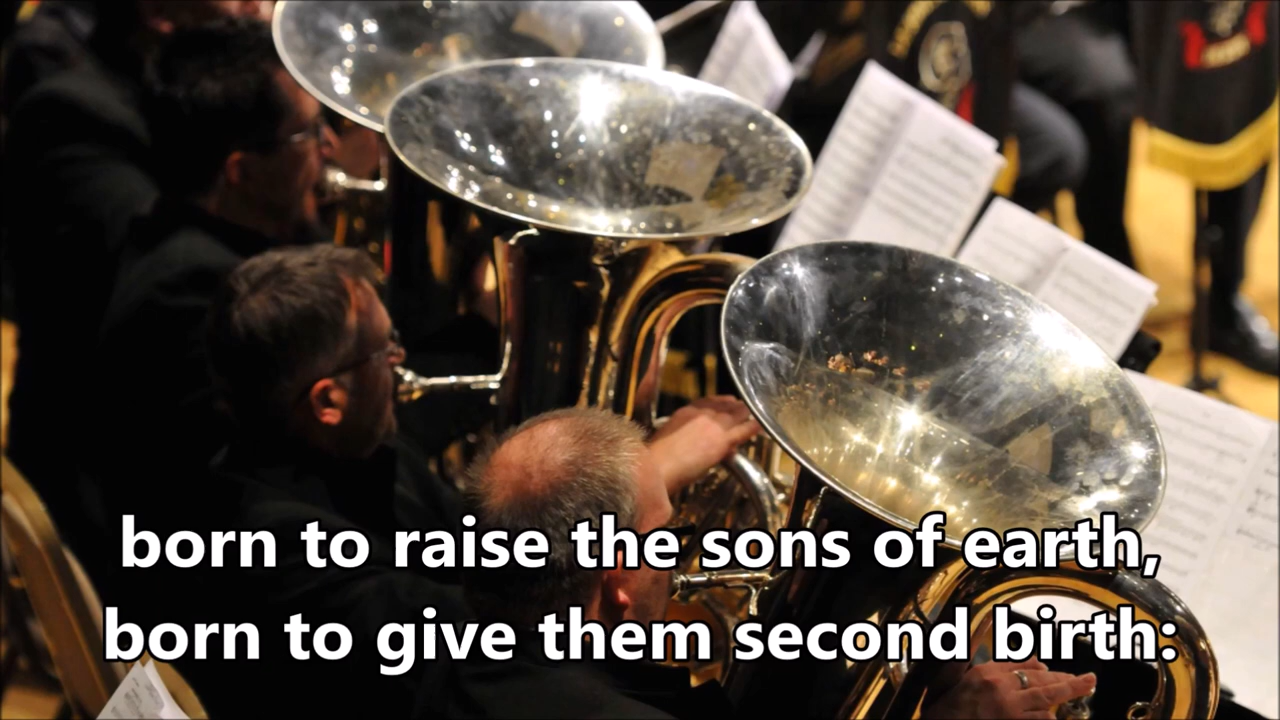 born to raise the sons of earth,
born to give them second birth: